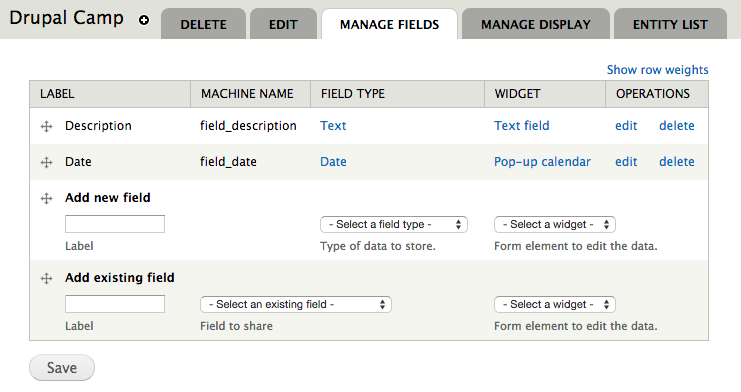 Drupal Camp
DELETE
EDIT
MANAGE FIELDS
MANAGE DISPLAY
ENTITY LIST
Show row weights
LABEL MACHINE NAME FIELD TYPE WIDGET OPERATIONS
Description field_description Text Text field edit delete
Date field_date Date Pop-up calendar edit delete
Add new field
- Select a field type - - Select a widget -
Label Type of data to store. Form element to edit the data.
Add existing field
- Select an existing field - - Select a widget -
Label Field to share Form element to edit the data.
Save